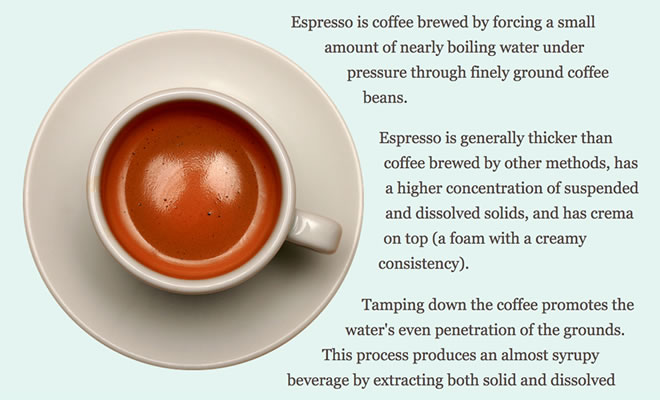 Espresso is coffee brewed by forcing a small
amount of nearly boiling water under
pressure through finely ground coffee
beans.
Espresso is generally thicker than
coffee brewed by other methods, has
a higher concentration of suspended
and dissolved solids, and has crema
on top (a foam with a creamy
consistency).
Tamping down the coffee promotes the
water's even penetration of the grounds.
This process produces an almost syrupy
beverage by extracting both solid and dissolved